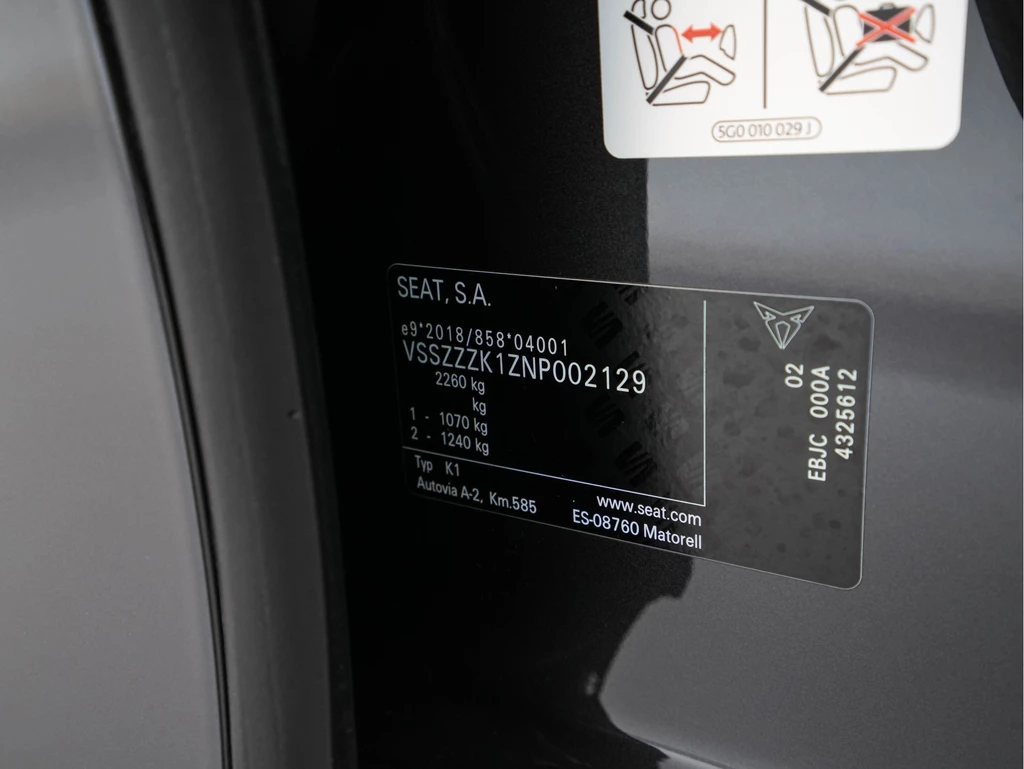 5G0 010 029 J
SEAT, S.A.
e9*2018/858*04001
VSSZZZK1ZNP002129
2260 kg
kg
1 - 1070 kg
2 - 1240 kg
Typ K1
Autovia A-2, Km.585
www.seat.com
ES-08760 Matorell
02
EBJC 000A
4325612